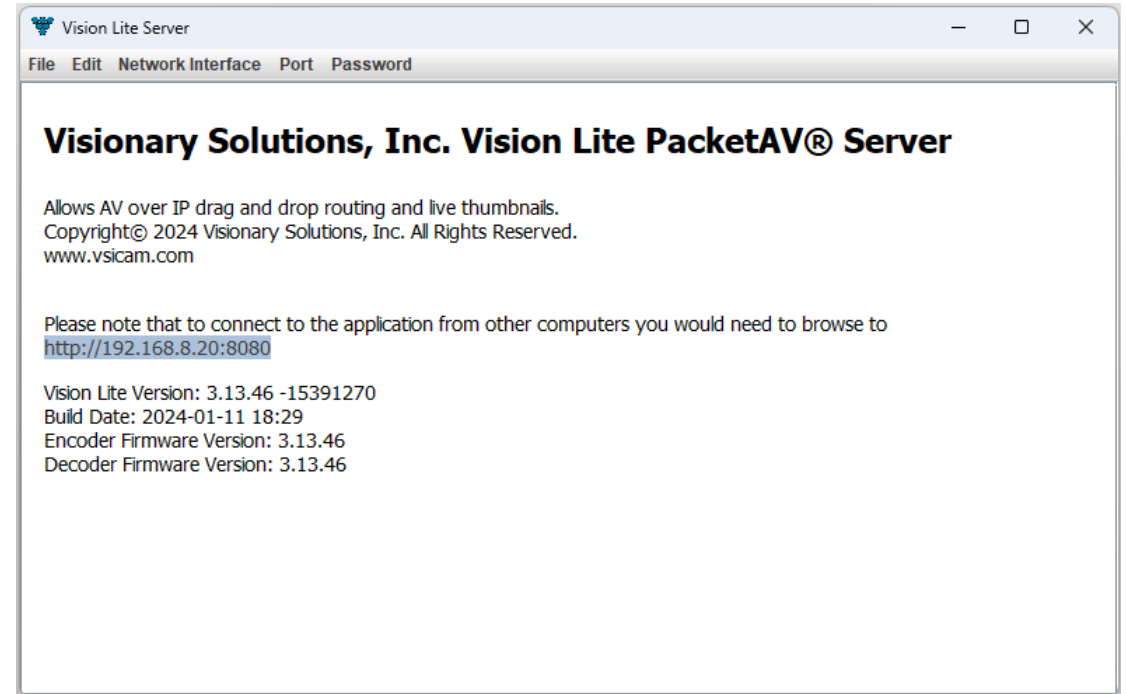 Vision Lite Server
File Edit Network Interface Port Password
Visionary Solutions, Inc. Vision Lite PacketAV® Server
Allows AV over IP drag and drop routing and live thumbnails.
Copyright© 2024 Visionary Solutions, Inc. All Rights Reserved.
www.vsicam.com
Please note that to connect to the application from other computers you would need to browse to
http://192.168.8.20:8080
Vision Lite Version: 3.13.46 -15391270
Build Date: 2024-01-11 18:29
Encoder Firmware Version: 3.13.46
Decoder Firmware Version: 3.13.46